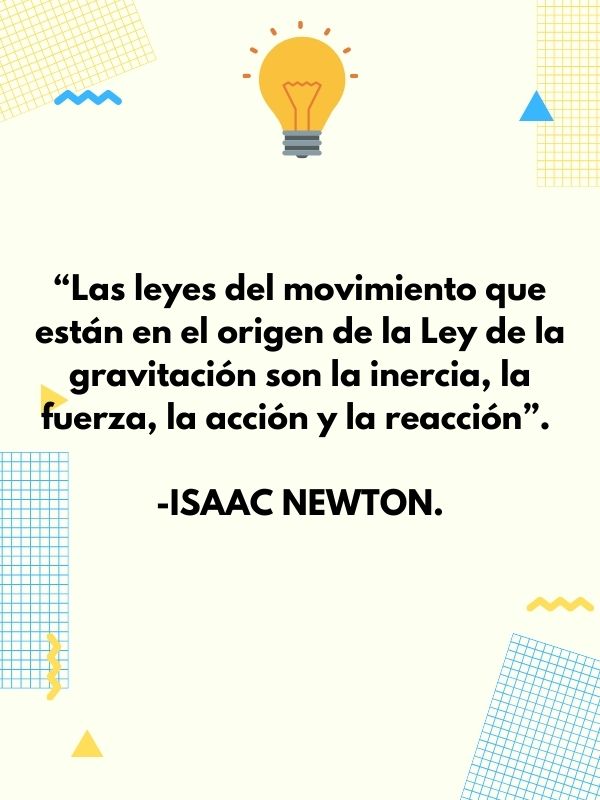 “Las leyes del movimiento que
están en el origen de la Ley de la
gravitación son la inercia, la
fuerza, la acción y la reacción”.
-ISAAC NEWTON.